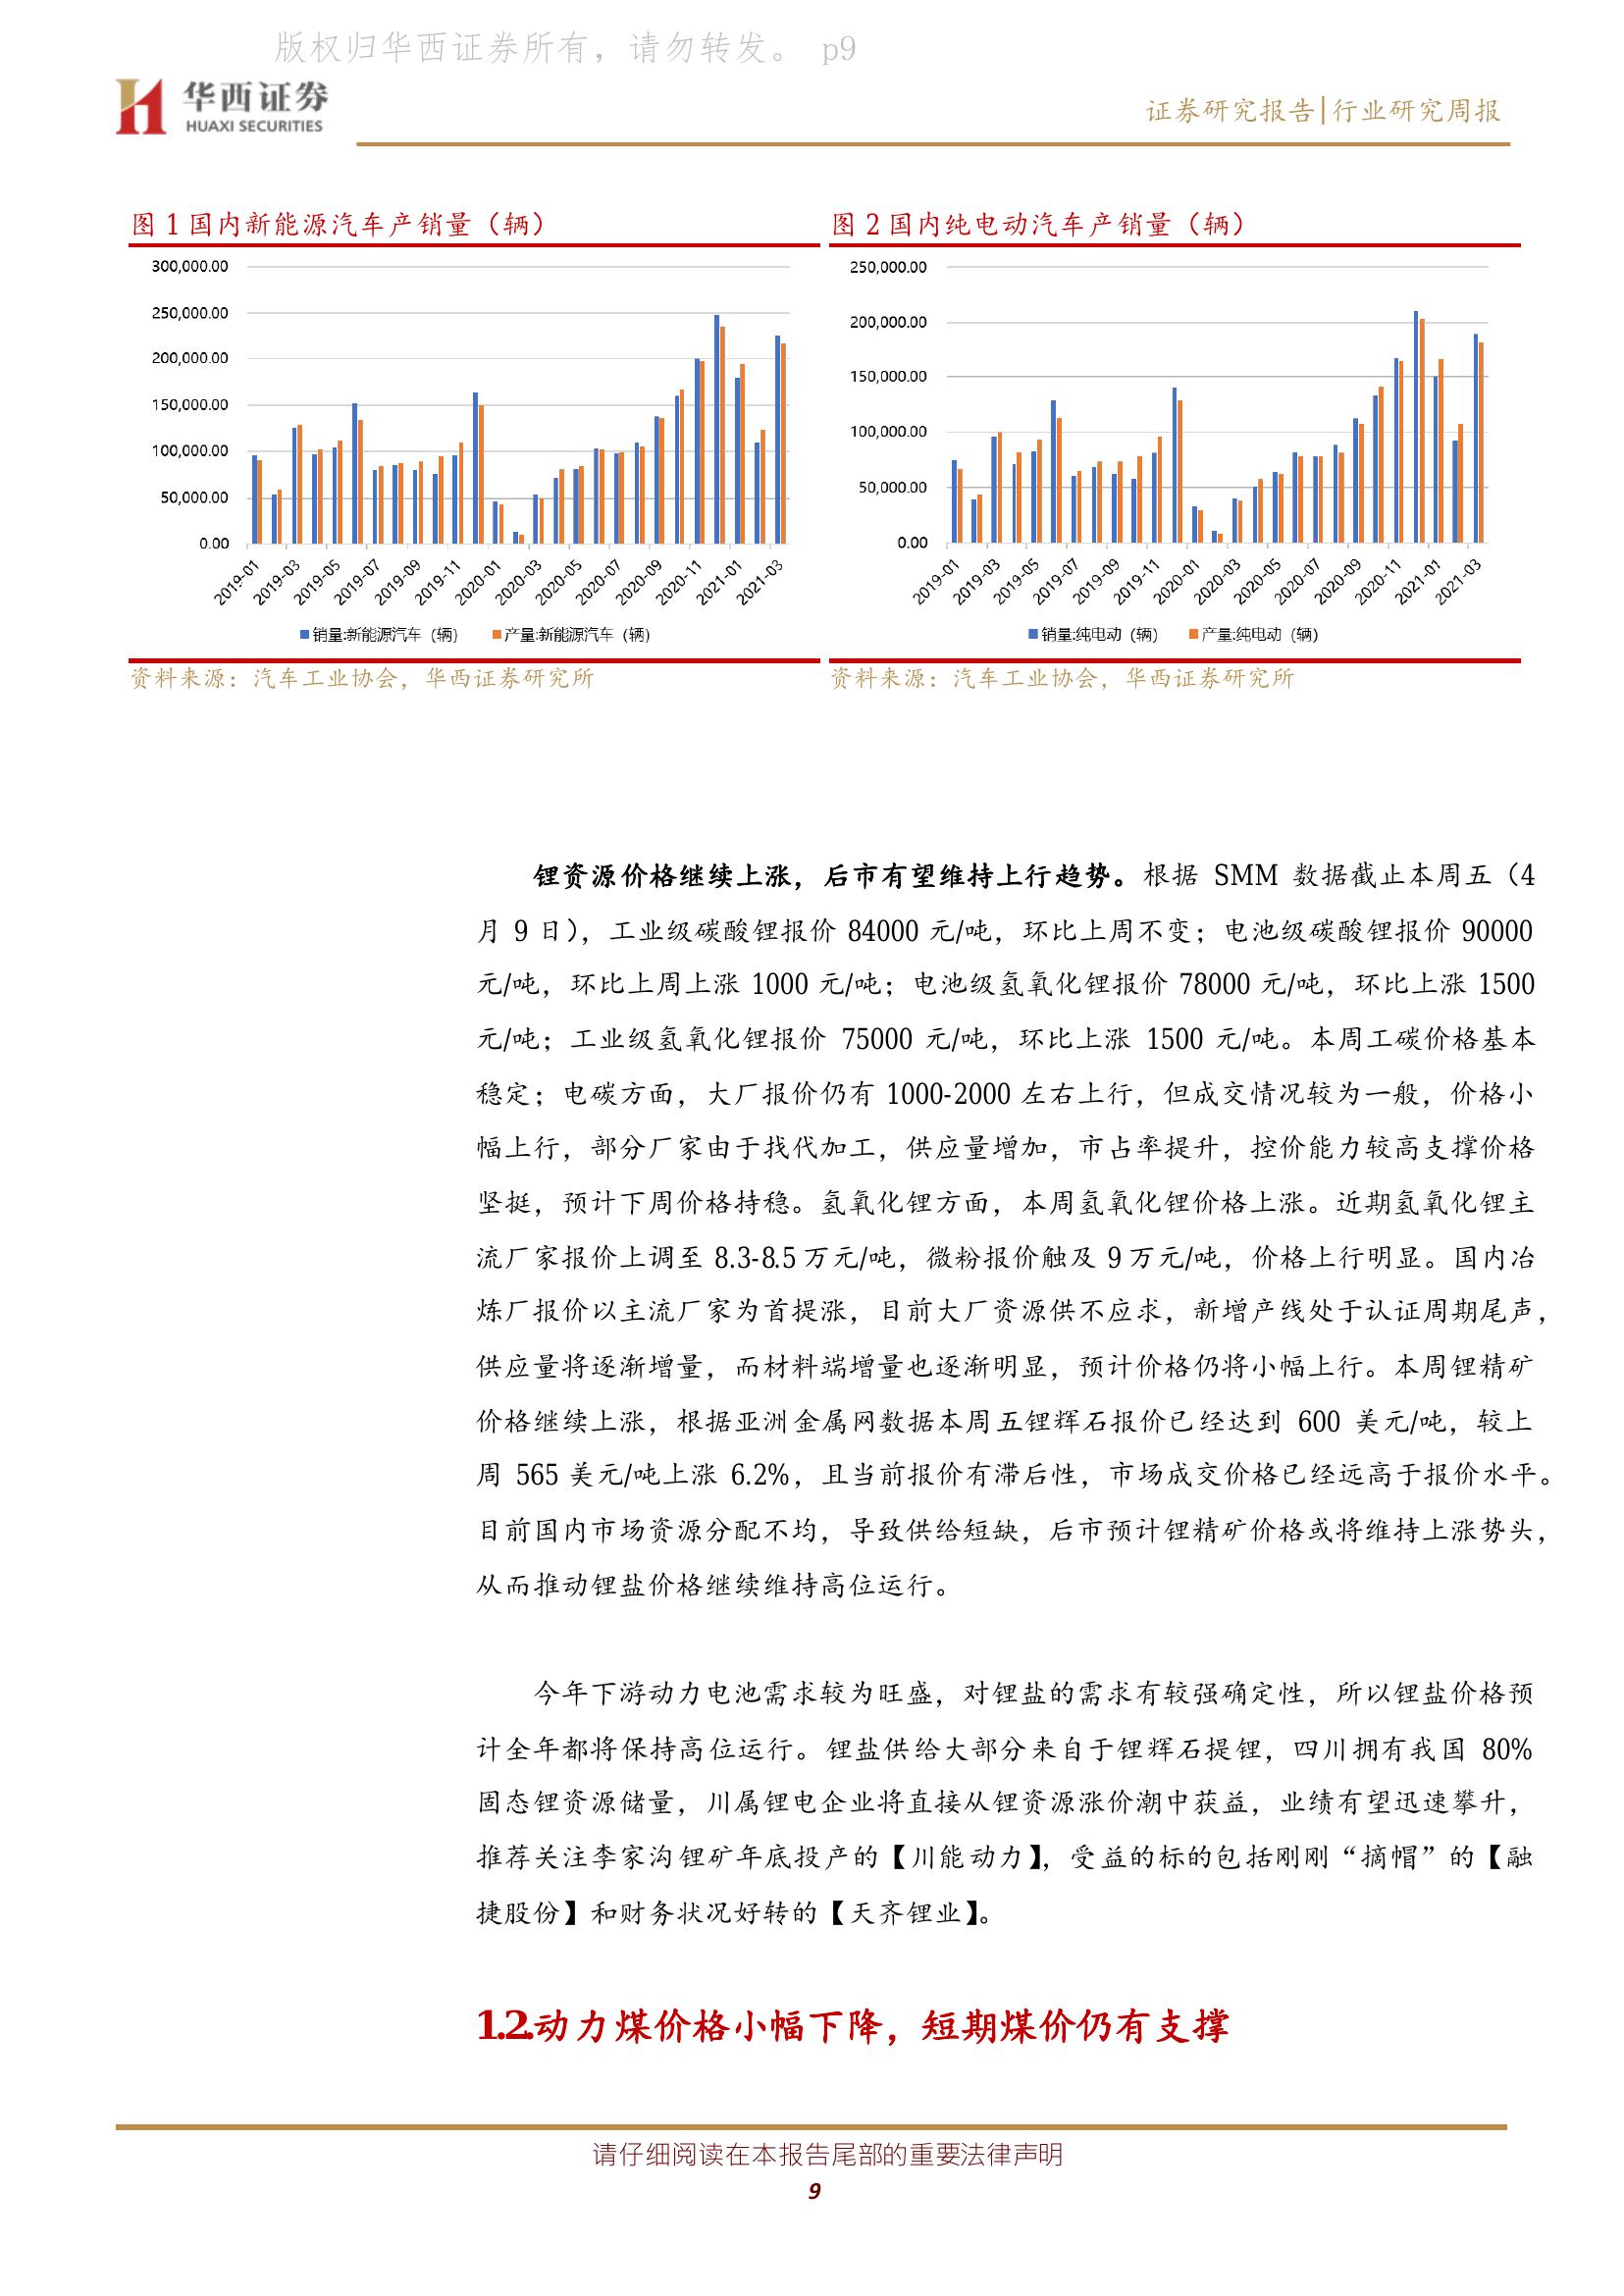 版权归华西证券所有，请勿转发。 p9
华西证券
HUAXI SECURITIES
证券研究报告|行业研究周报
图 1 国内新能源汽车产销量（辆）
300,000.00
250,000.00
200,000.00
150,000.00
100,000.00
50,000.00
0.00
2019-01
2019-03
2019-05
2019-07
2019-09
2019-11
2020-01
2020-03
2020-05
2020-07
2020-09
2020-11
2021-01
2021-03
销量:新能源汽车（辆） 产量:新能源汽车（辆）
资料来源：汽车工业协会，华西证券研究所
图 2 国内纯电动汽车产销量（辆）
250,000.00
200,000.00
150,000.00
100,000.00
50,000.00
0.00
2019-01
2019-03
2019-05
2019-07
2019-09
2019-11
2020-01
2020-03
2020-05
2020-07
2020-09
2020-11
2021-01
2021-03
销量:纯电动（辆） 产量:纯电动（辆）
资料来源：汽车工业协会，华西证券研究所
锂资源价格继续上涨，后市有望维持上行趋势。根据 SMM 数据截止本周五（4
月 9 日），工业级碳酸锂报价 84000 元/吨，环比上周不变；电池级碳酸锂报价 90000
元/吨，环比上周上涨 1000 元/吨；电池级氢氧化锂报价 78000 元/吨，环比上涨 1500
元/吨；工业级氢氧化锂报价 75000 元/吨，环比上涨 1500 元/吨。本周工碳价格基本
稳定；电碳方面，大厂报价仍有 1000-2000 左右上行，但成交情况较为一般，价格小
幅上行，部分厂家由于找代加工，供应量增加，市占率提升，控价能力较高支撑价格
坚挺，预计下周价格持稳。氢氧化锂方面，本周氢氧化锂价格上涨。近期氢氧化锂主
流厂家报价上调至 8.3-8.5 万元/吨，微粉报价触及 9 万元/吨，价格上行明显。国内冶
炼厂报价以主流厂家为首提涨，目前大厂资源供不应求，新增产线处于认证周期尾声，
供应量将逐渐增量，而材料端增量也逐渐明显，预计价格仍将小幅上行。本周锂精矿
价格继续上涨，根据亚洲金属网数据本周五锂辉石报价已经达到 600 美元/吨，较上
周 565 美元/吨上涨 6.2%，且当前报价有滞后性，市场成交价格已经远高于报价水平。
目前国内市场资源分配不均，导致供给短缺，后市预计锂精矿价格或将维持上涨势头，
从而推动锂盐价格继续维持高位运行。
今年下游动力电池需求较为旺盛，对锂盐的需求有较强确定性，所以锂盐价格预
计全年都将保持高位运行。锂盐供给大部分来自于锂辉石提锂，四川拥有我国 80%
固态锂资源储量，川属锂电企业将直接从锂资源涨价潮中获益，业绩有望迅速攀升，
推荐关注李家沟锂矿年底投产的【川能动力】，受益的标的包括刚刚“摘帽”的【融
捷股份】和财务状况好转的【天齐锂业】。
1.2.动力煤价格小幅下降，短期煤价仍有支撑
请仔细阅读在本报告尾部的重要法律声明
9